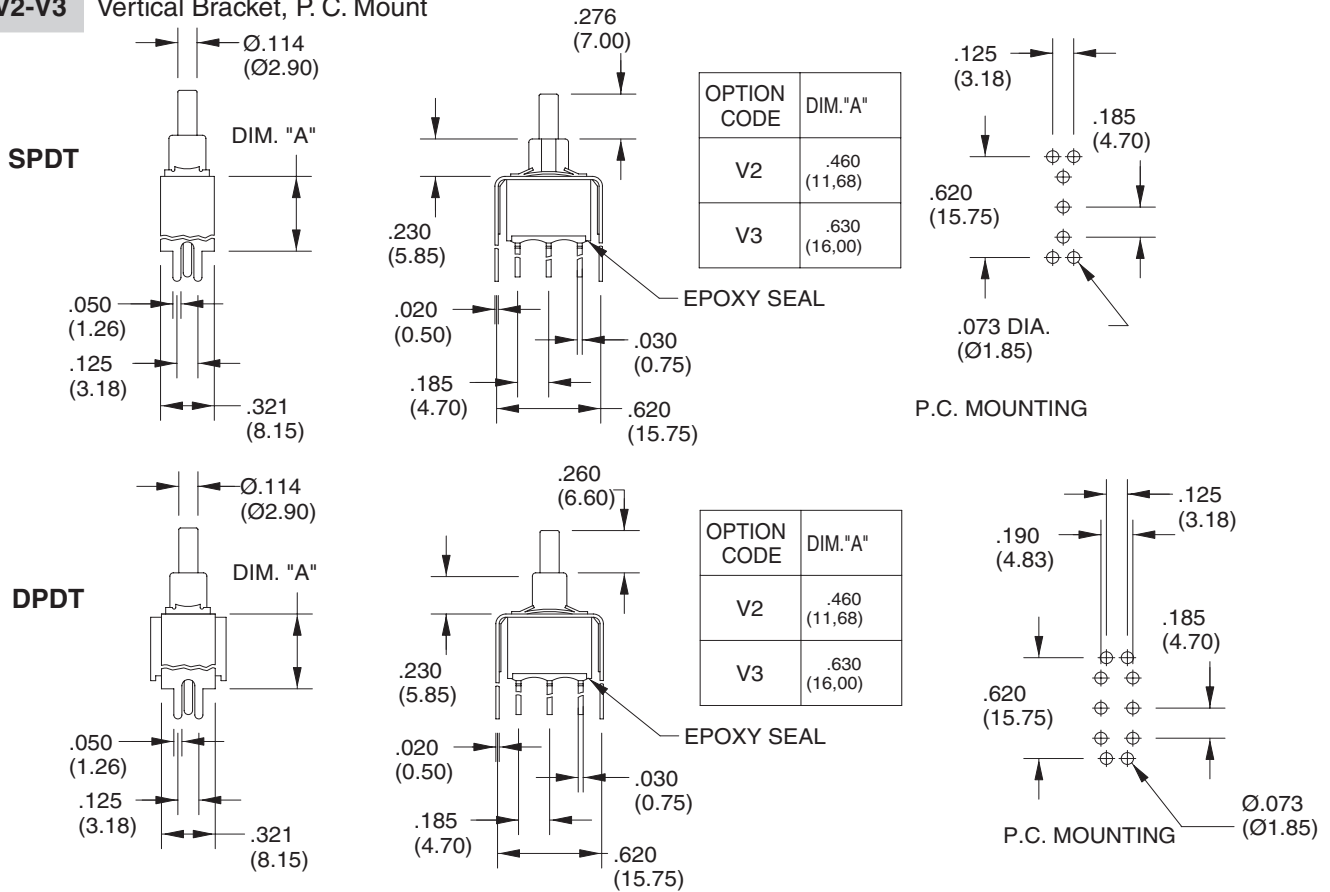 V2-V3 Vertical Bracket, P. C. Mount
SPDT
Ø.114
(Ø2.90)
DIM. "A"
.050
(1.26)
.125
(3.18)
.321
(8.15)
.276
(7.00)
.230
(5.85)
.020
(0.50)
.185
(4.70)
EPOXY SEAL
.030
(0.75)
.620
(15.75)
OPTION CODE DIM."A"
V2 .460 (11,68)
V3 .630 (16,00)
.125
(3.18)
.185
(4.70)
.620
(15.75)
.073 DIA.
(Ø1.85)
P.C. MOUNTING
DPDT
Ø.114
(Ø2.90)
DIM. "A"
.050
(1.26)
.125
(3.18)
.321
(8.15)
.260
(6.60)
.230
(5.85)
.020
(0.50)
.185
(4.70)
EPOXY SEAL
.030
(0.75)
.620
(15.75)
OPTION CODE DIM."A"
V2 .460 (11,68)
V3 .630 (16,00)
.125
(3.18)
.190
(4.83)
.185
(4.70)
.620
(15.75)
Ø.073
(Ø1.85)
P.C. MOUNTING